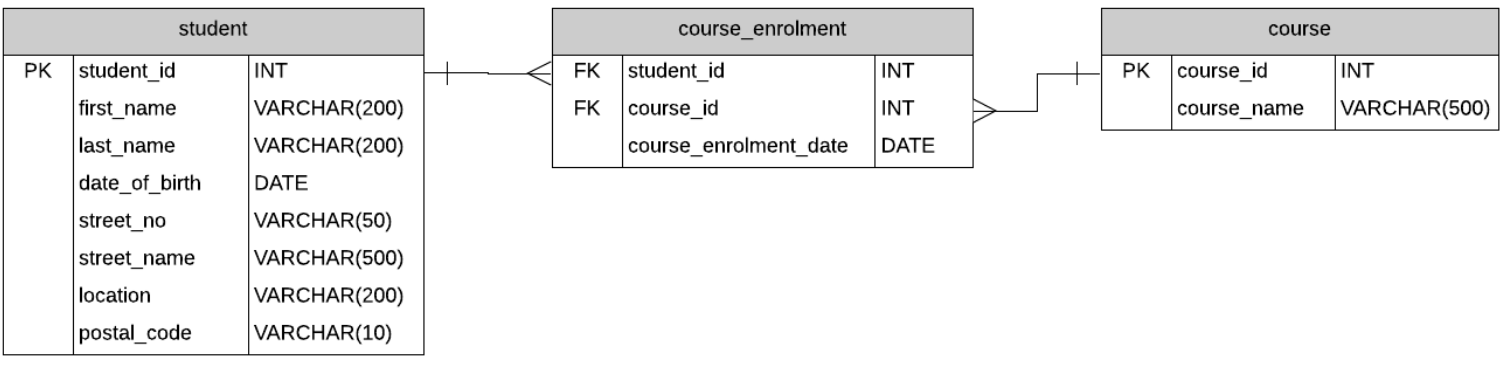 student
PK student_id INT
first_name VARCHAR(200)
last_name VARCHAR(200)
date_of_birth DATE
street_no VARCHAR(50)
street_name VARCHAR(500)
location VARCHAR(200)
postal_code VARCHAR(10)
course_enrolment
FK student_id INT
FK course_id INT
course_enrolment_date DATE
course
PK course_id INT
course_name VARCHAR(500)